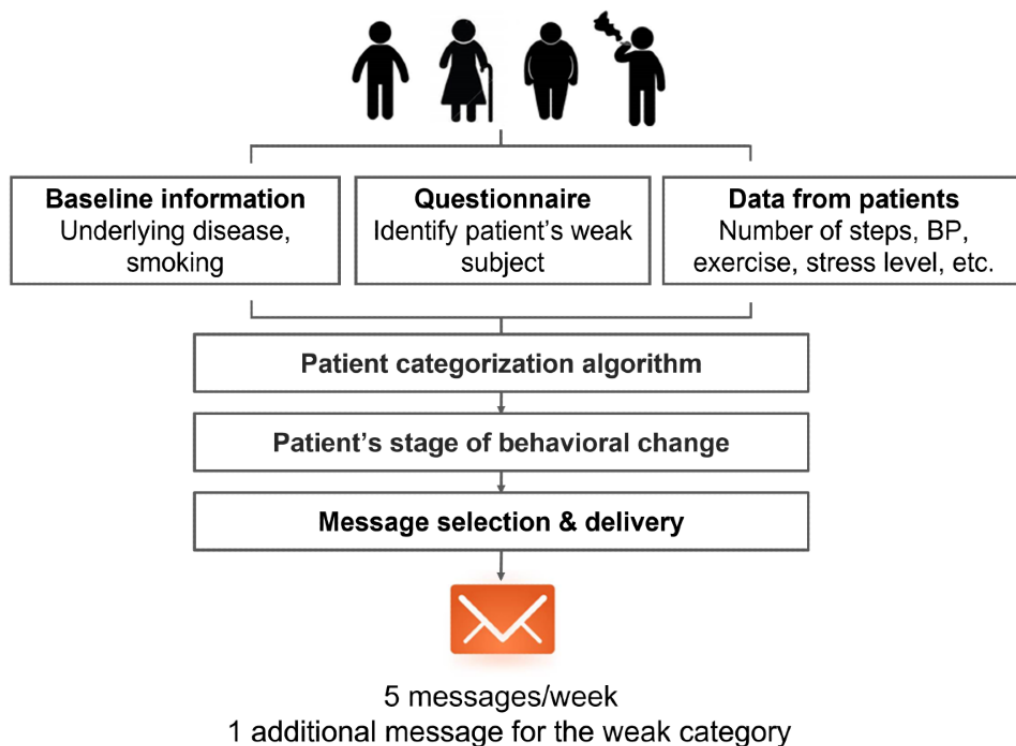 Baseline information
Underlying disease,
smoking
Questionnaire
Identify patient's weak
subject
Data from patients
Number of steps, BP,
exercise, stress level, etc.
Patient categorization algorithm
Patient's stage of behavioral change
Message selection & delivery
5 messages/week
1 additional message for the weak category